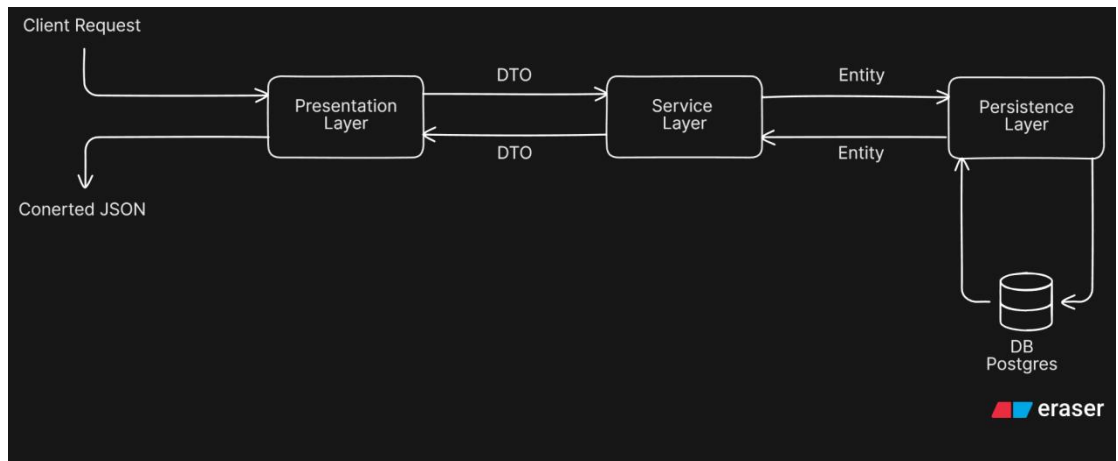 Client Request
DTO
Entity
Presentation
Layer
Service
Layer
Persistence
Layer
DTO
Entity
Conerted JSON
DB
Postgres
eraser